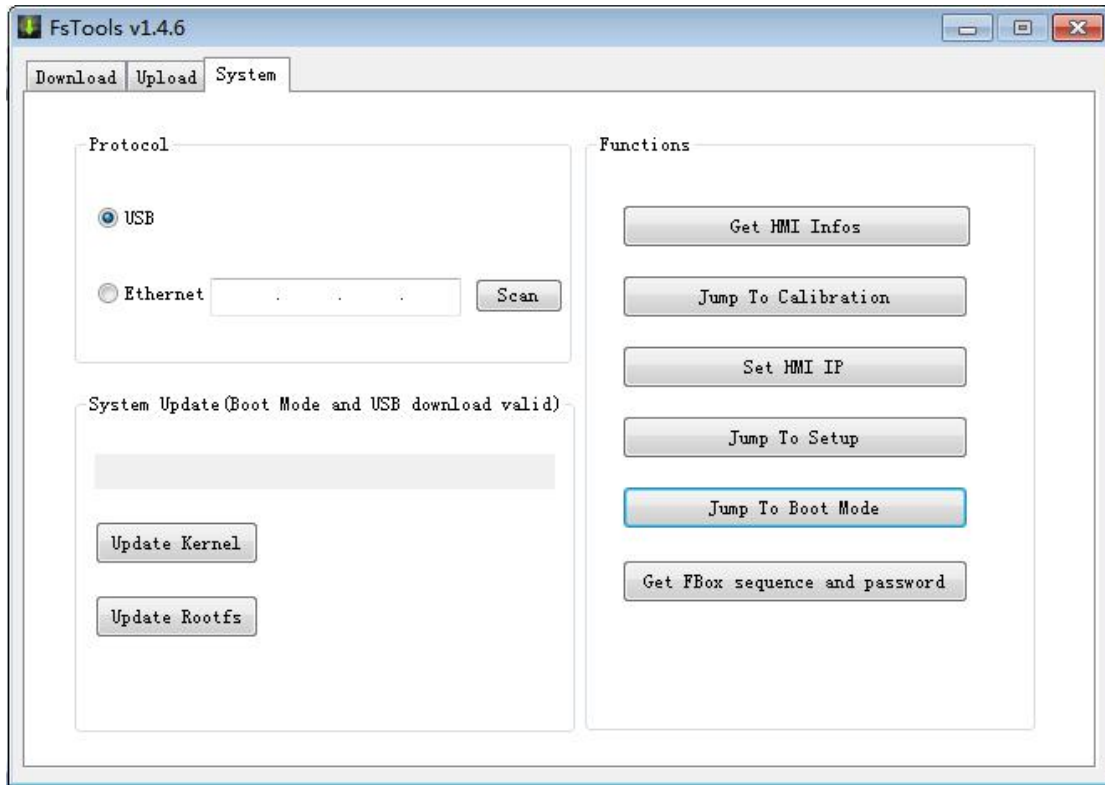 FsTools v1.4.6
Download Upload System
Protocol
USB
Ethernet . . . Scan
System Update(Boot Mode and USB download valid)
Update Kernel
Update Rootfs
Functions
Get HMI Infos
Jump To Calibration
Set HMI IP
Jump To Setup
Jump To Boot Mode
Get FBox sequence and password